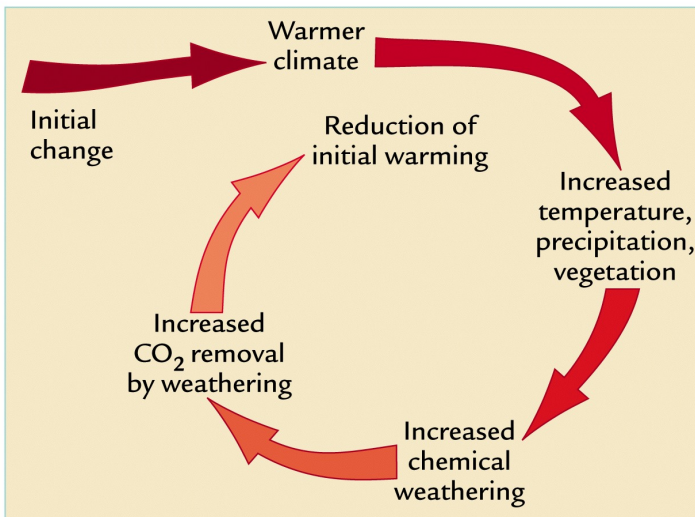 Initial
change
Warmer
climate
Increased
temperature,
precipitation,
vegetation
Increased
chemical
weathering
Increased
CO₂ removal
by weathering
Reduction of
initial warming